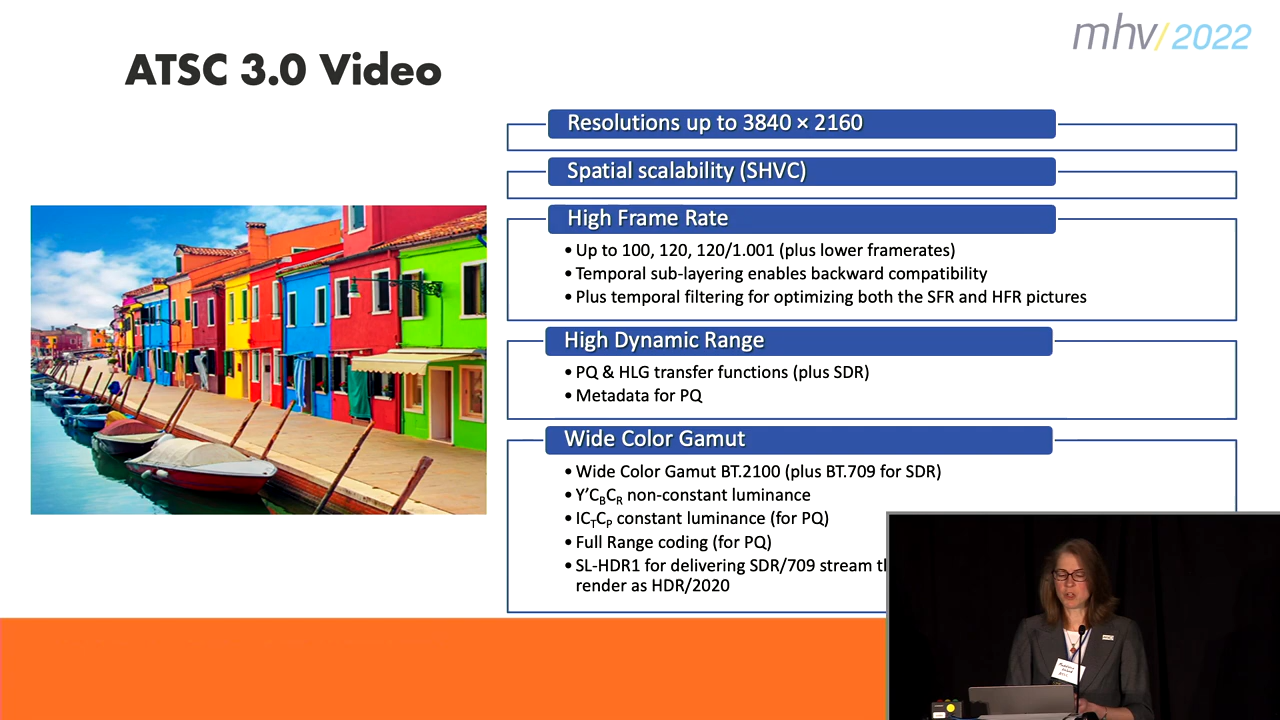 mhv/2022
ATSC 3.0 Video
Resolutions up to 3840 × 2160
Spatial scalability (SHVC)
High Frame Rate
• Up to 100, 120, 120/1.001 (plus lower framerates)
• Temporal sub-layering enables backward compatibility
• Plus temporal filtering for optimizing both the SFR and HFR pictures
High Dynamic Range
• PQ & HLG transfer functions (plus SDR)
• Metadata for PQ
Wide Color Gamut
• Wide Color Gamut BT.2100 (plus BT.709 for SDR)
• Y’CBCR non-constant luminance
• ICTCP constant luminance (for PQ)
• Full Range coding (for PQ)
• SL-HDR1 for delivering SDR/709 stream
render as HDR/2020
ATSC